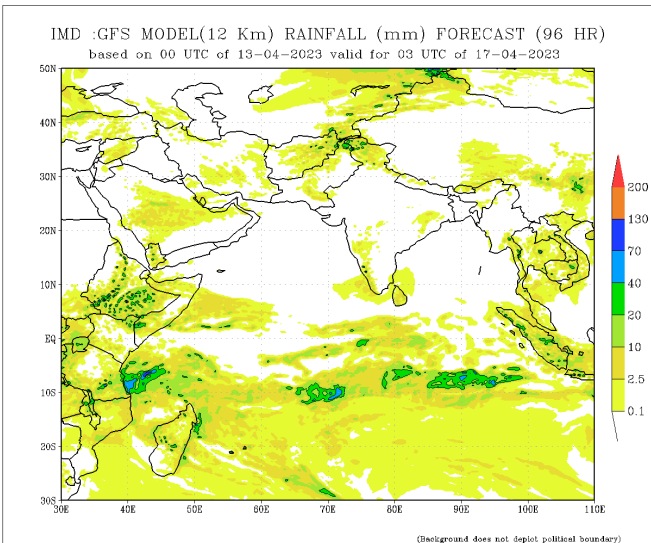 IMD :GFS MODEL(12 Km) RAINFALL (mm) FORECAST (96 HR)
based on 00 UTC of 13-04-2023 valid for 03 UTC of 17-04-2023
50N
40N
30N
20N
10N
EQ
10S
20S
30S
30E 40E 50E 60E 70E 80E 90E 100E 110E
200
130
70
40
20
10
2.5
0.1
(Background does not depict political boundary)